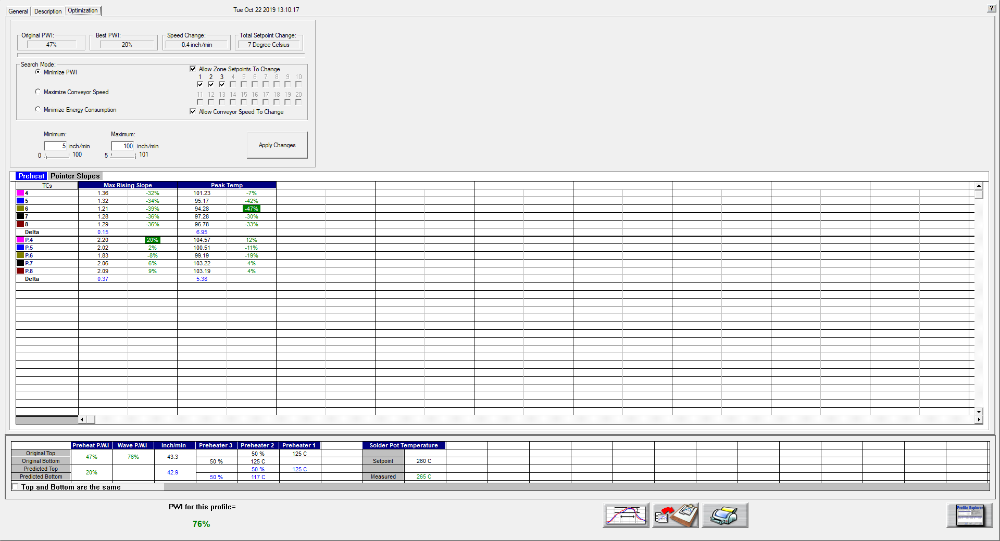 General Description Optimization Tue Oct 22 2019 13:10:17 ?
Original PWI: Best PWI: Speed Change: Total Setpoint Change:
47% 20% -0.4 inch/min 7 Degree Celsius
Search Mode:
Minimize PWI
Maximize Conveyor Speed
Minimize Energy Consumption
Allow Zone Setpoints To Change
1 2 3 4 5 6 7 8 9 10
11 12 13 14 15 16 17 18 19 20
Allow Conveyor Speed To Change
Minimum: Maximum:
5 inch/min 100 inch/min
0 100 5 101
Apply Changes
Preheat Pointer Slopes
TCs Max Rising Slope Peak Temp
4 1.36 -32% 101.23 -7%
5 1.32 -34% 95.17 -42%
6 1.21 -39% 94.28 -47%
7 1.28 -36% 97.28 -30%
8 1.29 -36% 96.78 -33%
Delta 0.15 6.95
P.4 2.20 20% 104.57 12%
P.5 2.02 2% 100.51 -11%
P.6 1.83 -8% 99.19 -19%
P.7 2.06 6% 103.22 4%
P.8 2.09 9% 103.19 4%
Delta 0.37 5.38
Preheat P.W.I Wave P.W.I inch/min Preheater 3 Preheater 2 Preheater 1 Solder Pot Temperature
Original Top 47% 76% 43.3 50 % 125 C
Original Bottom 50 % 125 C Setpoint 260 C
Predicted Top 20% 42.9 50 % 125 C
Predicted Bottom 50 % 117 C Measured 265 C
Top and Bottom are the same
PWI for this profile=
76%
Profile Explorer